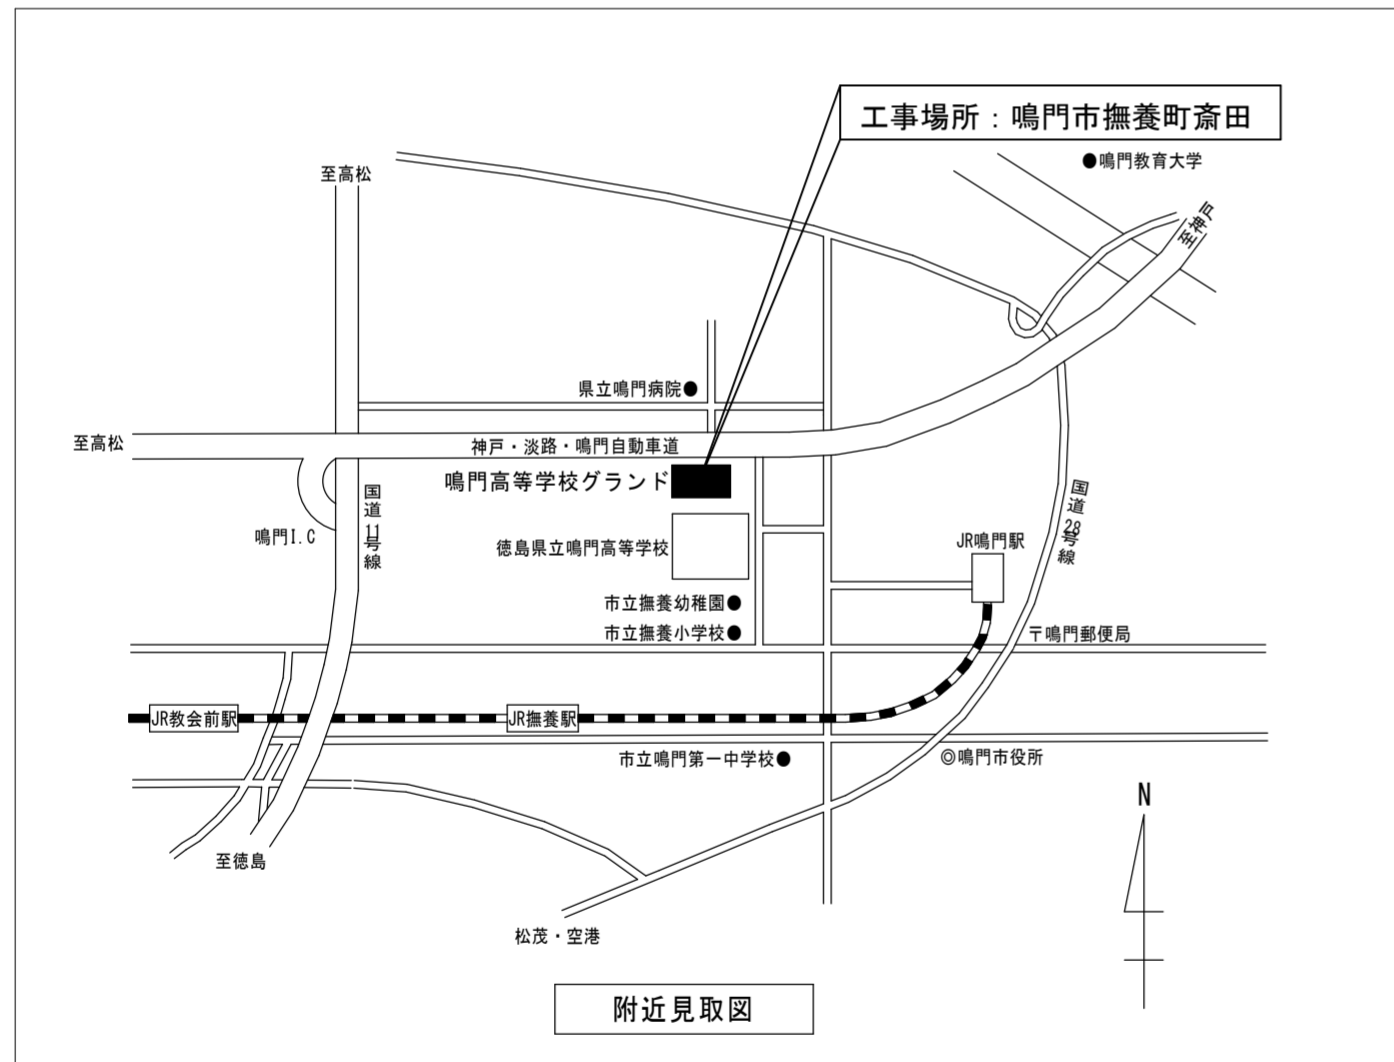 工事場所：鳴門市撫養町斎田
●鳴門教育大学
至高松
至神戸
県立鳴門病院●
至高松
神戸・淡路・鳴門自動車道
鳴門高等学校グランド
国道11号線
鳴門I.C
徳島県立鳴門高等学校
国道28号線
JR鳴門駅
市立撫養幼稚園●
市立撫養小学校●
〒鳴門郵便局
JR教会前駅
JR撫養駅
市立鳴門第一中学校●
◎鳴門市役所
N
至徳島
松茂・空港
附近見取図